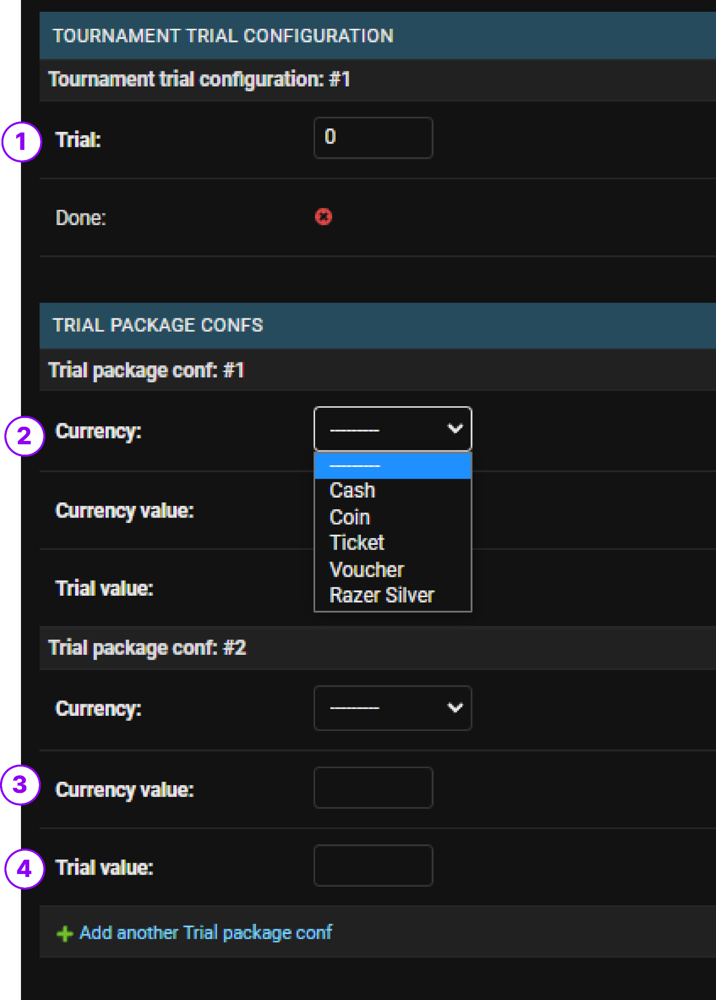 TOURNAMENT TRIAL CONFIGURATION
Tournament trial configuration: #1
1 Trial: 0
Done:
TRIAL PACKAGE CONFS
Trial package conf: #1
2 Currency: ---------
---------
Cash
Currency value: Coin
Ticket
Voucher
Trial value: Razer Silver
Trial package conf: #2
Currency: ---------
3 Currency value:
4 Trial value:
Add another Trial package conf